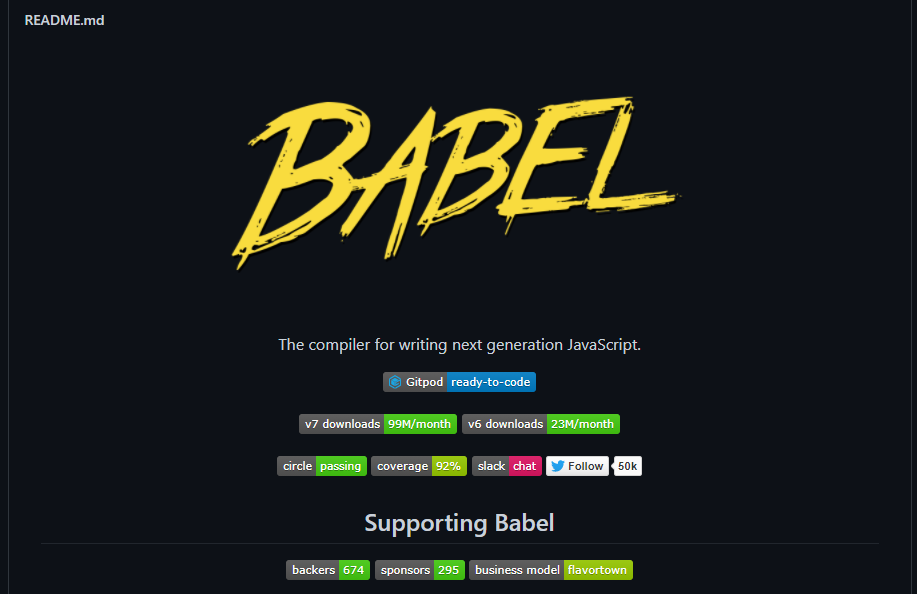 README.md
BABEL
The compiler for writing next generation JavaScript.
Gitpod ready-to-code
v7 downloads 99M/month v6 downloads 23M/month
circle passing coverage 92% slack chat Follow 50k
Supporting Babel
backers 674 sponsors 295 business model flavortown